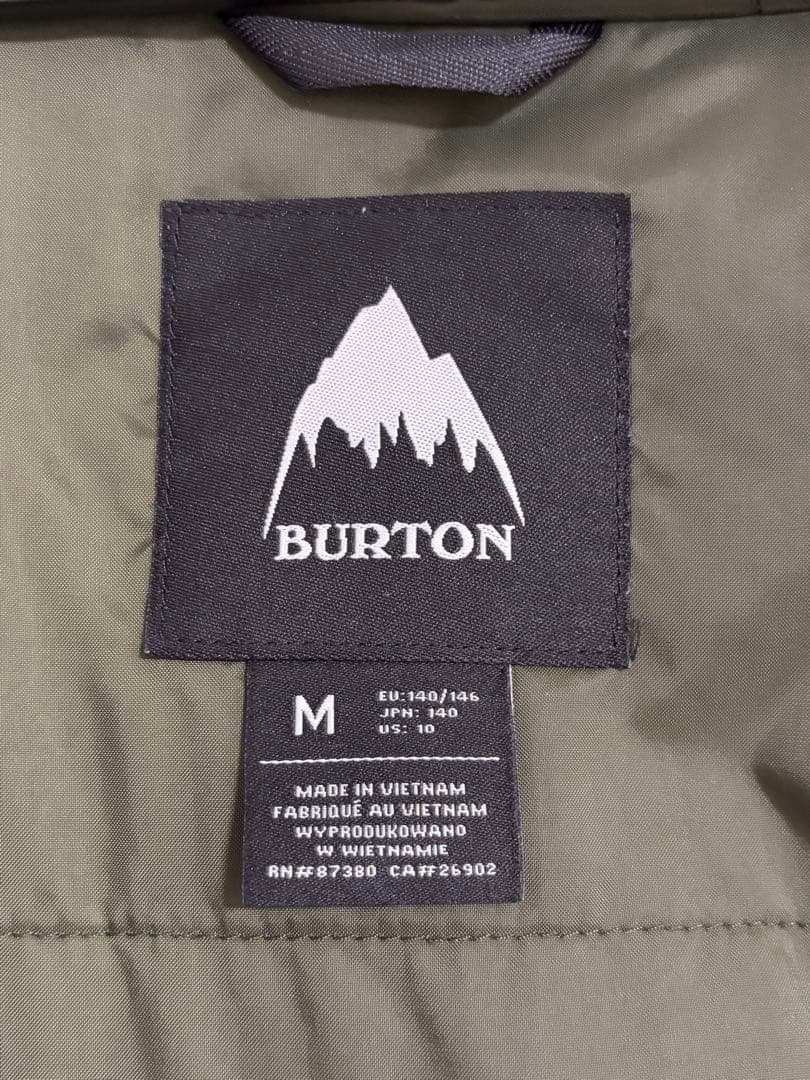 BURTON
M
EU:140/146
JPN: 140
US: 10
MADE IN VIETNAM
FABRIQUÉ AU VIETNAM
WYPRODUKOWANO
W WIETNAMIE
RN#87380 CA#26902